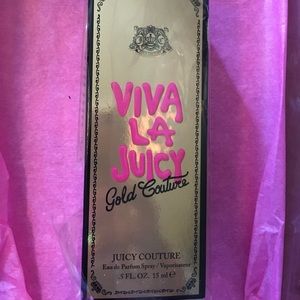 VIVA
LA
JUICY
Gold Couture
JUICY COUTURE
Eau de Parfum Spray / Vaporisateur
.5 FL. OZ. 15 ml ℮